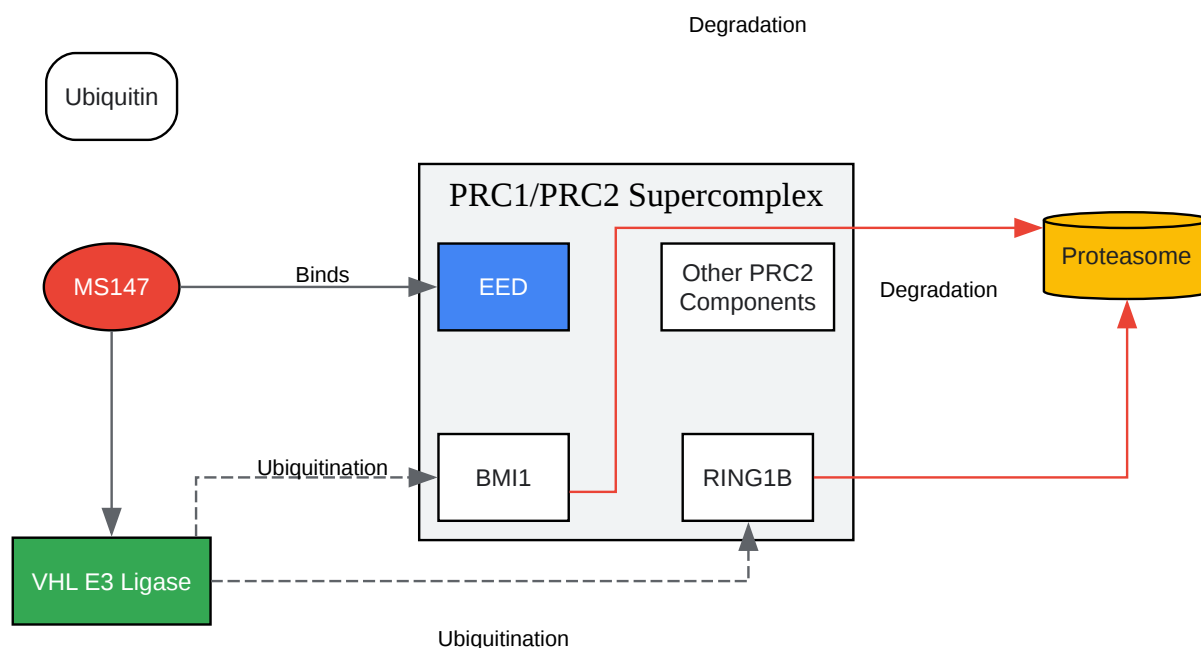 Degradation
Ubiquitin
PRC1/PRC2 Supercomplex
MS147
Binds
EED
Other PRC2
Components
Degradation
Proteasome
Ubiquitination
BMI1
RING1B
VHL E3 Ligase
Ubiquitination